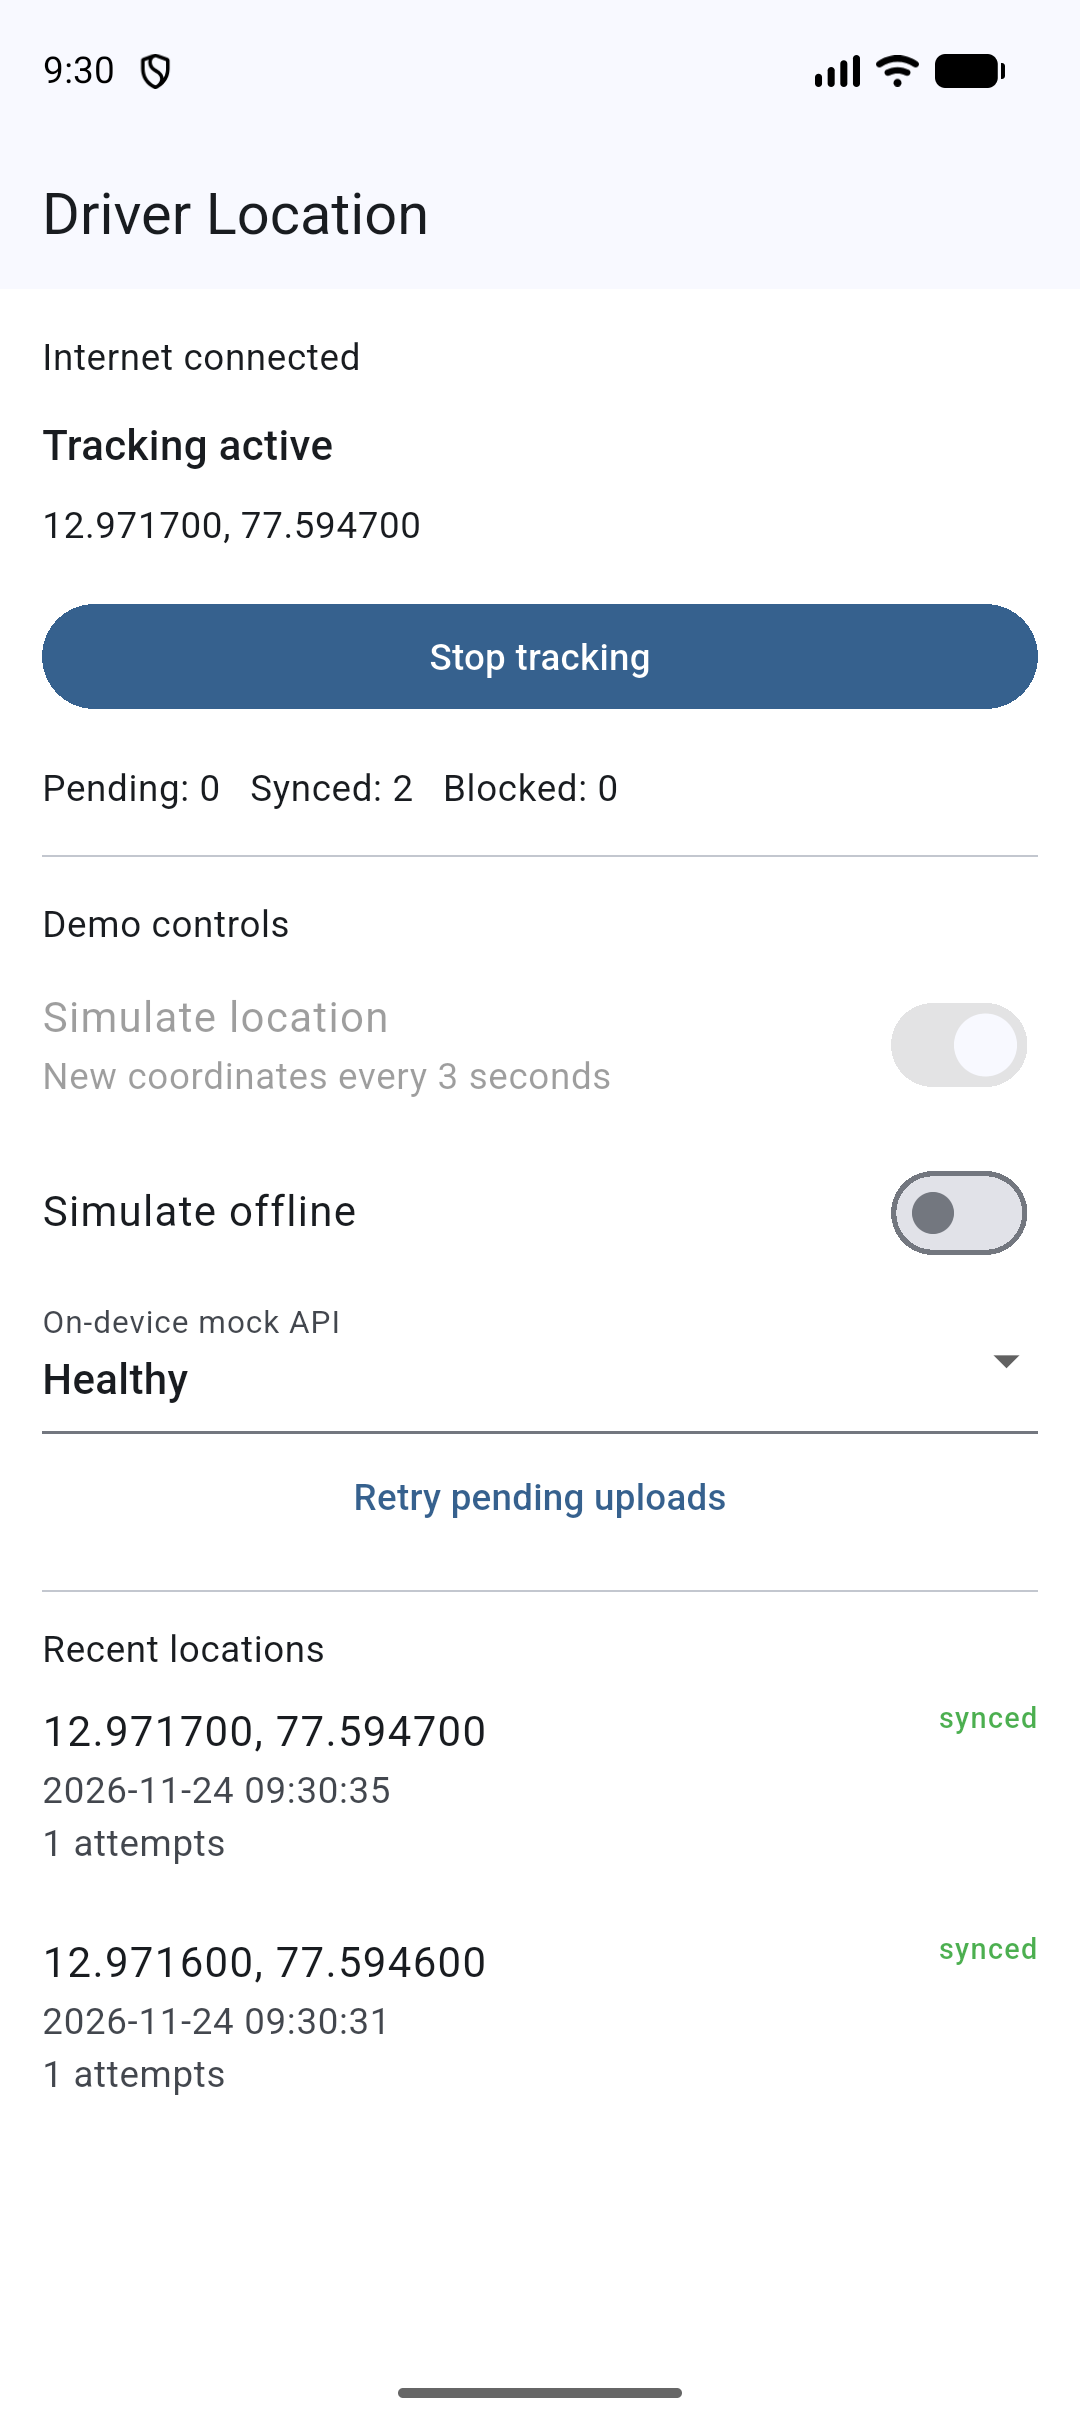 9:30
Driver Location
Internet connected
Tracking active
12.971700, 77.594700
Stop tracking
Pending: 0 Synced: 2 Blocked: 0
Demo controls
Simulate location
New coordinates every 3 seconds
Simulate offline
On-device mock API
Healthy
Retry pending uploads
Recent locations
12.971700, 77.594700 synced
2026-11-24 09:30:35
1 attempts
12.971600, 77.594600 synced
2026-11-24 09:30:31
1 attempts